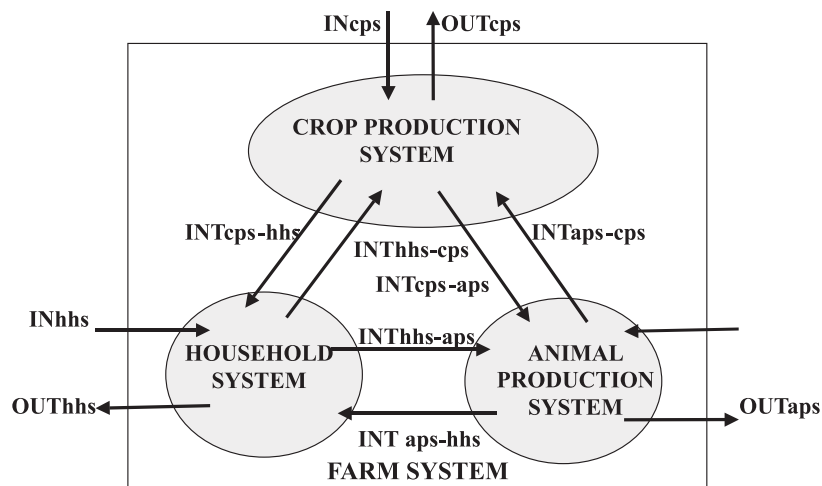 INcps
OUTcps
CROP PRODUCTION
SYSTEM
INTcps-hhs
INThhs-cps
INTaps-cps
INTcps-aps
INhhs
INThhs-aps
HOUSEHOLD
SYSTEM
ANIMAL
PRODUCTION
SYSTEM
OUThhs
OUTaps
INT aps-hhs
FARM SYSTEM